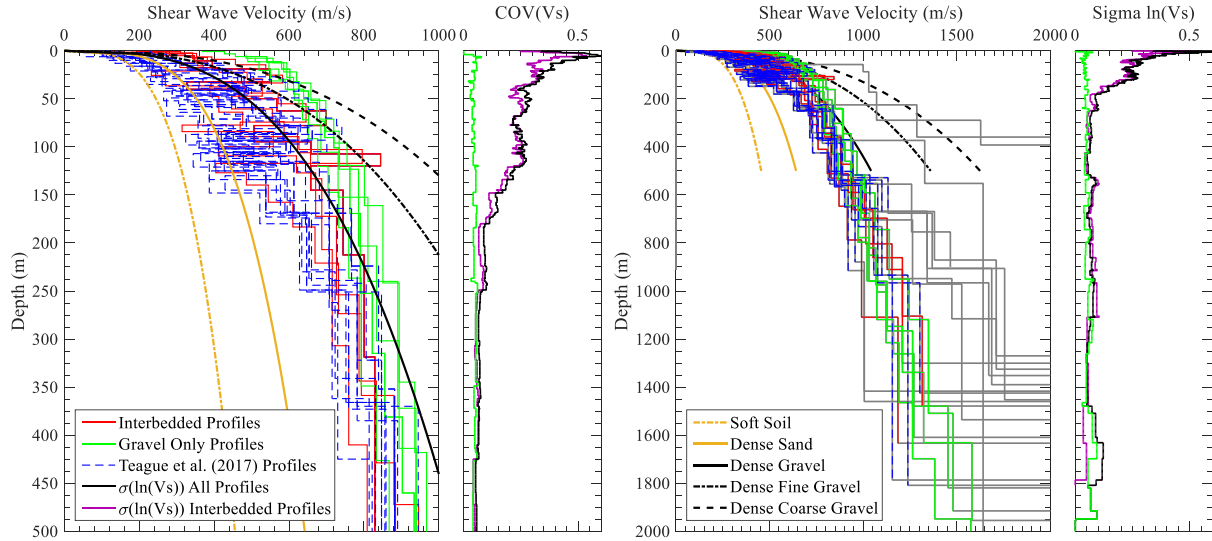 Shear Wave Velocity (m/s)
COV(Vs)
Shear Wave Velocity (m/s)
Sigma ln(Vs)
0 200 400 600 800 1000
0 0.5
0 500 1000 1500 2000
0 0.5
Depth (m)
0
50
100
150
200
250
300
350
400
450
500
Interbedded Profiles
Gravel Only Profiles
Teague et al. (2017) Profiles
σ(ln(Vs)) All Profiles
σ(ln(Vs)) Interbedded Profiles
Depth (m)
0
200
400
600
800
1000
1200
1400
1600
1800
2000
Soft Soil
Dense Sand
Dense Gravel
Dense Fine Gravel
Dense Coarse Gravel